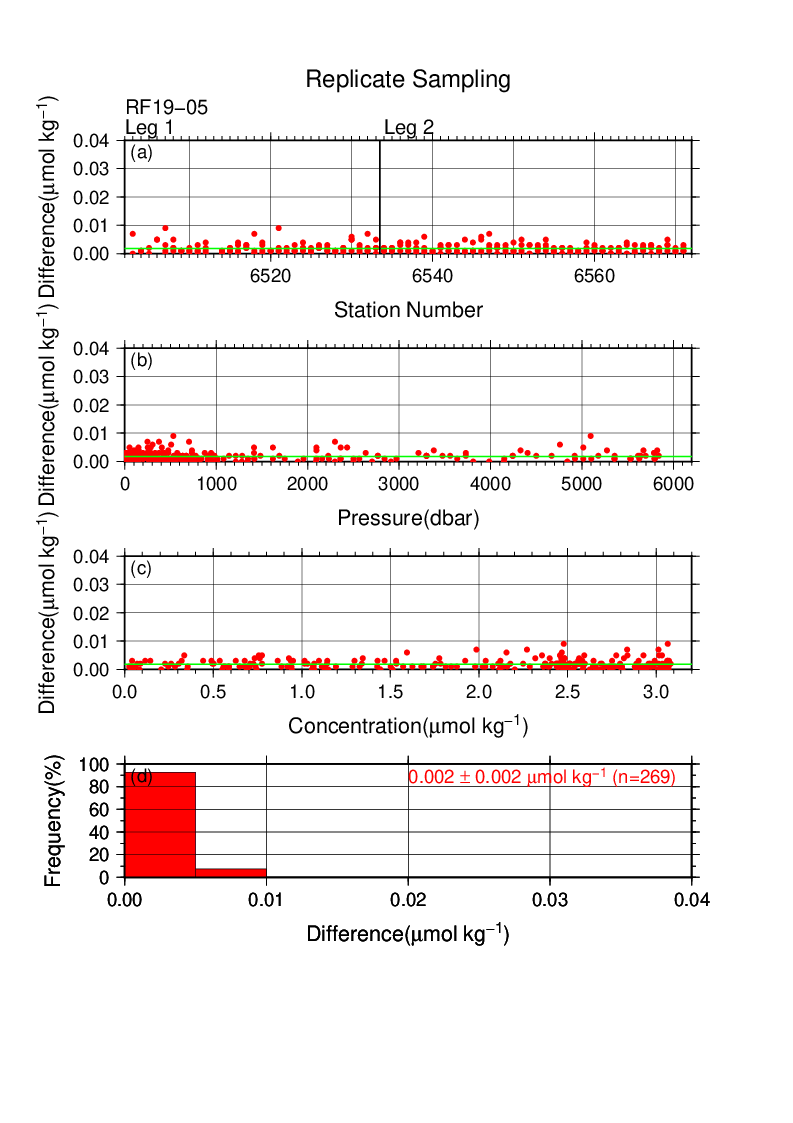 Replicate Sampling
RF19−05
Leg 1 Leg 2
(a)
0.04
0.03
0.02
0.01
0.00
Difference(μmol kg⁻¹)
6520 6540 6560
Station Number
(b)
0.04
0.03
0.02
0.01
0.00
Difference(μmol kg⁻¹)
0 1000 2000 3000 4000 5000 6000
Pressure(dbar)
(c)
0.04
0.03
0.02
0.01
0.00
Difference(μmol kg⁻¹)
0.0 0.5 1.0 1.5 2.0 2.5 3.0
Concentration(μmol kg⁻¹)
(d)
0.002 ± 0.002 μmol kg⁻¹ (n=269)
100
80
60
40
20
0
Frequency(%)
0.00 0.01 0.02 0.03 0.04
Difference(μmol kg⁻¹)